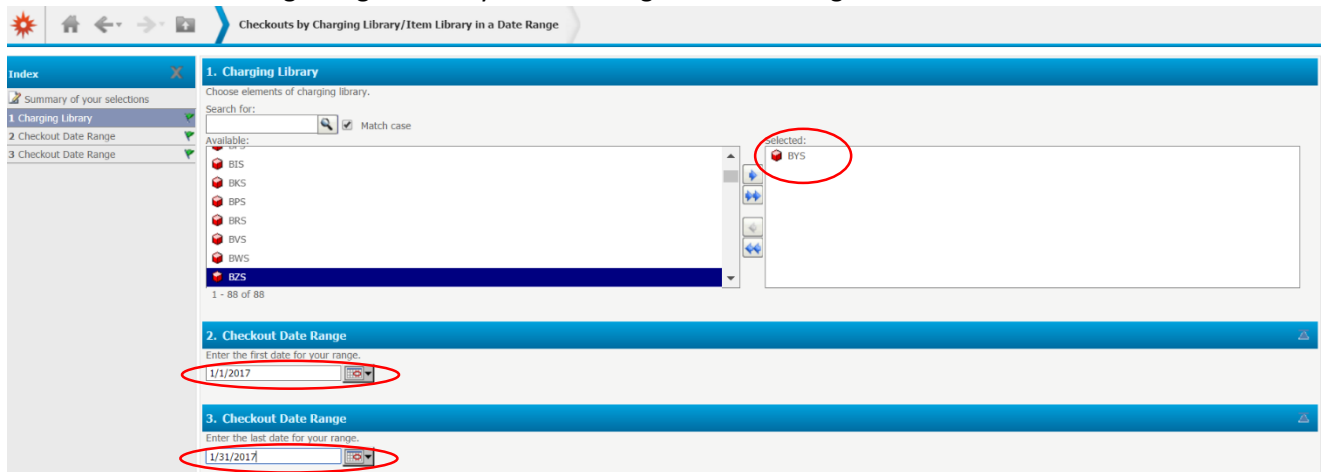 Checkouts by Charging Library/Item Library in a Date Range
Index
Summary of your selections
1 Charging Library
2 Checkout Date Range
3 Checkout Date Range
1. Charging Library
Choose elements of charging library.
Search for:
Match case
Available:
BIS
BKS
BPS
BRS
BVS
BWS
BZS
1 - 88 of 88
Selected:
BYS
2. Checkout Date Range
Enter the first date for your range.
1/1/2017
3. Checkout Date Range
Enter the last date for your range.
1/31/2017